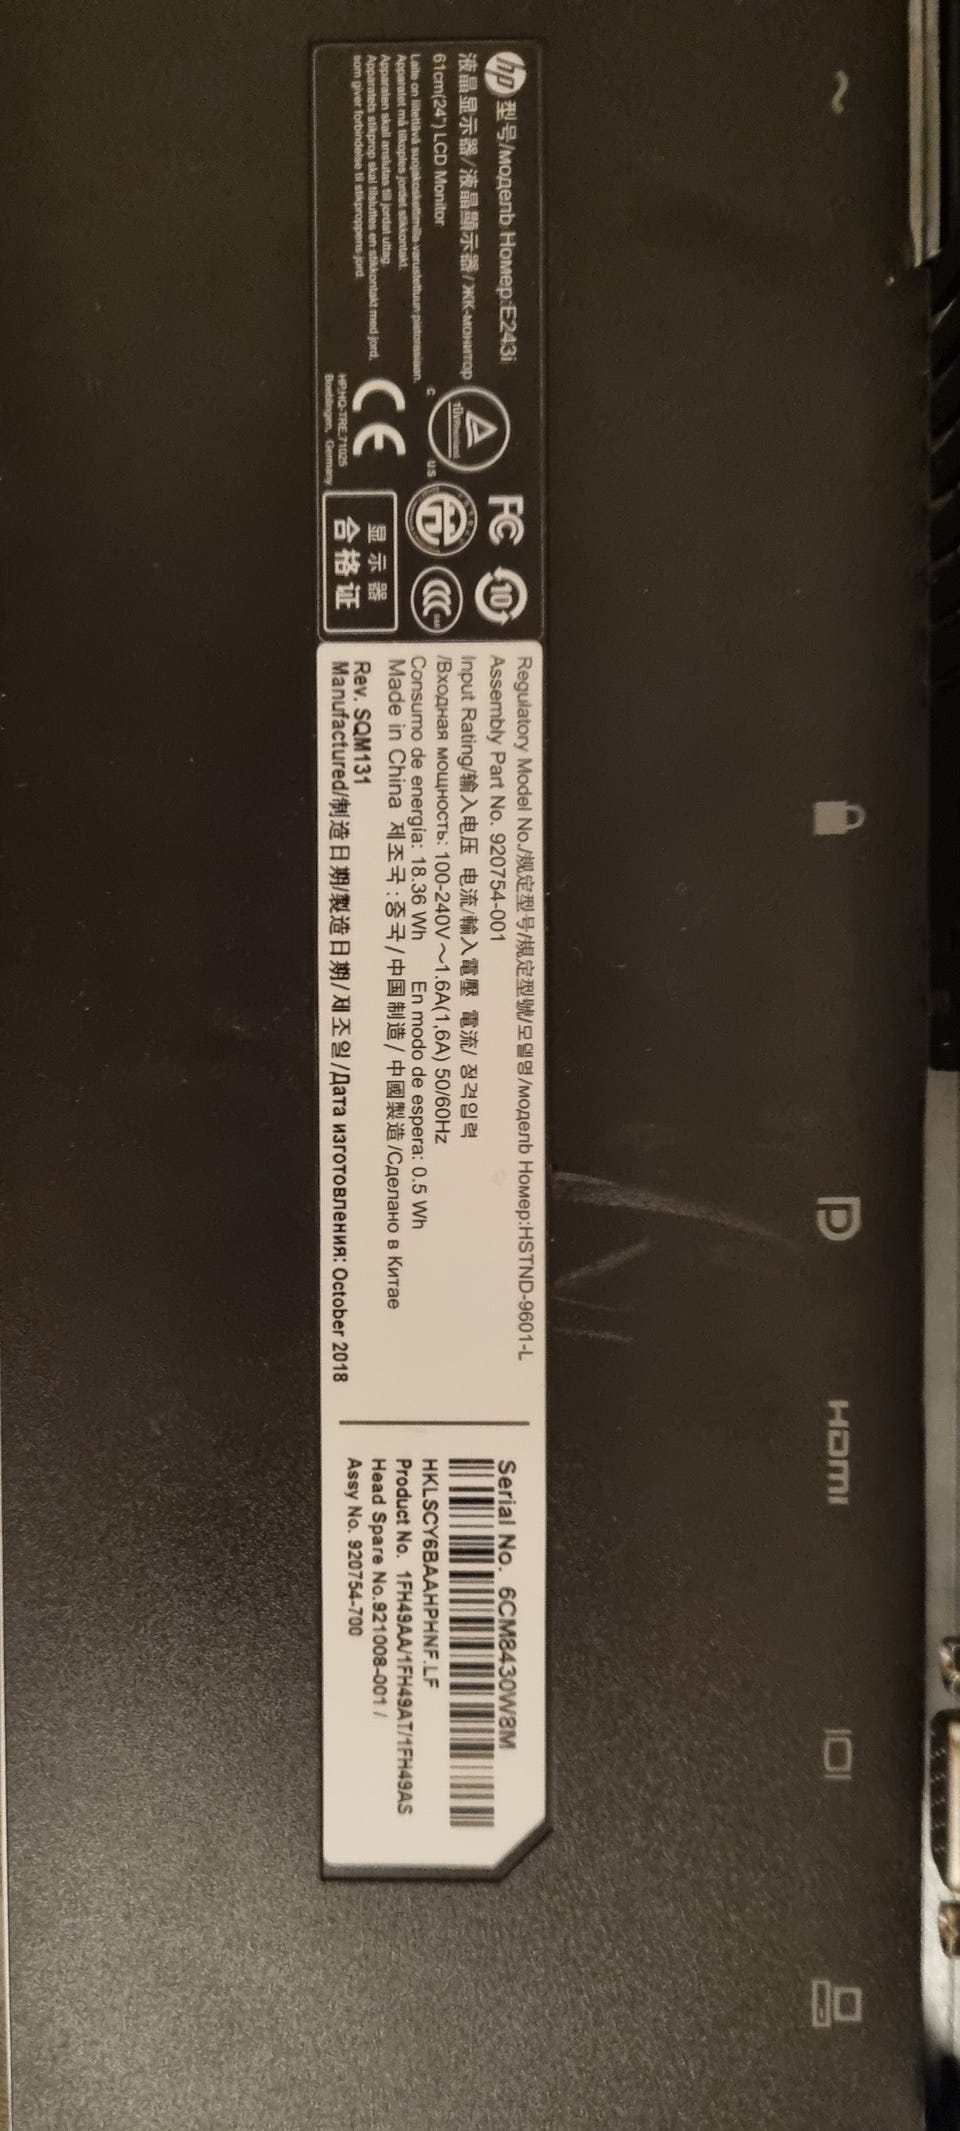 hp 型号/модель Номер:E243i
液晶显示器/液晶顯示器/ЖК-монитор
61cm(24") LCD Monitor
Laite on liitettävä suojakoskettimilla varustettuun pistorasiaan.
Apparatet må tilkoples jordet stikkontakt.
Apparaten skall anslutas till jordat uttag.
Apparatets stikprop skal tilsluttes en stikkontakt med jord,
som giver forbindelse til stikproppens jord.
C
TÜVRheinland
US
CE
HP,HQ-TRE,71025
Boeblingen, Germany
FC
10
CCC
显示器
合格证
Regulatory Model No./规定型号/規定型號/모델명/модель Номер:HSTND-9601-L
Assembly Part No. 920754-001
Input Rating/输入电压 电流/輸入電壓 電流/ 정격입력
/Входная мощность: 100-240V～1.6A(1,6A) 50/60Hz
Consumo de energía: 18.36 Wh En modo de espera: 0.5 Wh
Made in China 제조국:중국/中国制造/ 中國製造/Сделано в Китае
Rev. SQM131
Manufactured/制造日期/製造日期/제조일/Дата изготовления: October 2018
Serial No. 6CM8430W8M
HKLSCY6BAAHPHNF.LF
Product No. 1FH49AA/1FH49AT/1FH49AS
Head Spare No.921008-001 /
Assy No. 920754-700
HDMI